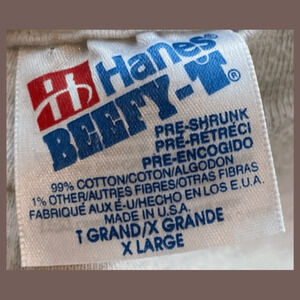 Hanes®
BEEFY-T®
PRE-SHRUNK
PRE-RETRÉCI
PRE-ENCOGIDO
99% COTTON/COTON/ALGODON
1% OTHER/AUTRES FIBRES/OTRAS FIBRAS
FABRIQUÉ AUX É-U/HECHO EN LOS E.U.A.
MADE IN U.S.A.
T GRAND/X GRANDE
X LARGE